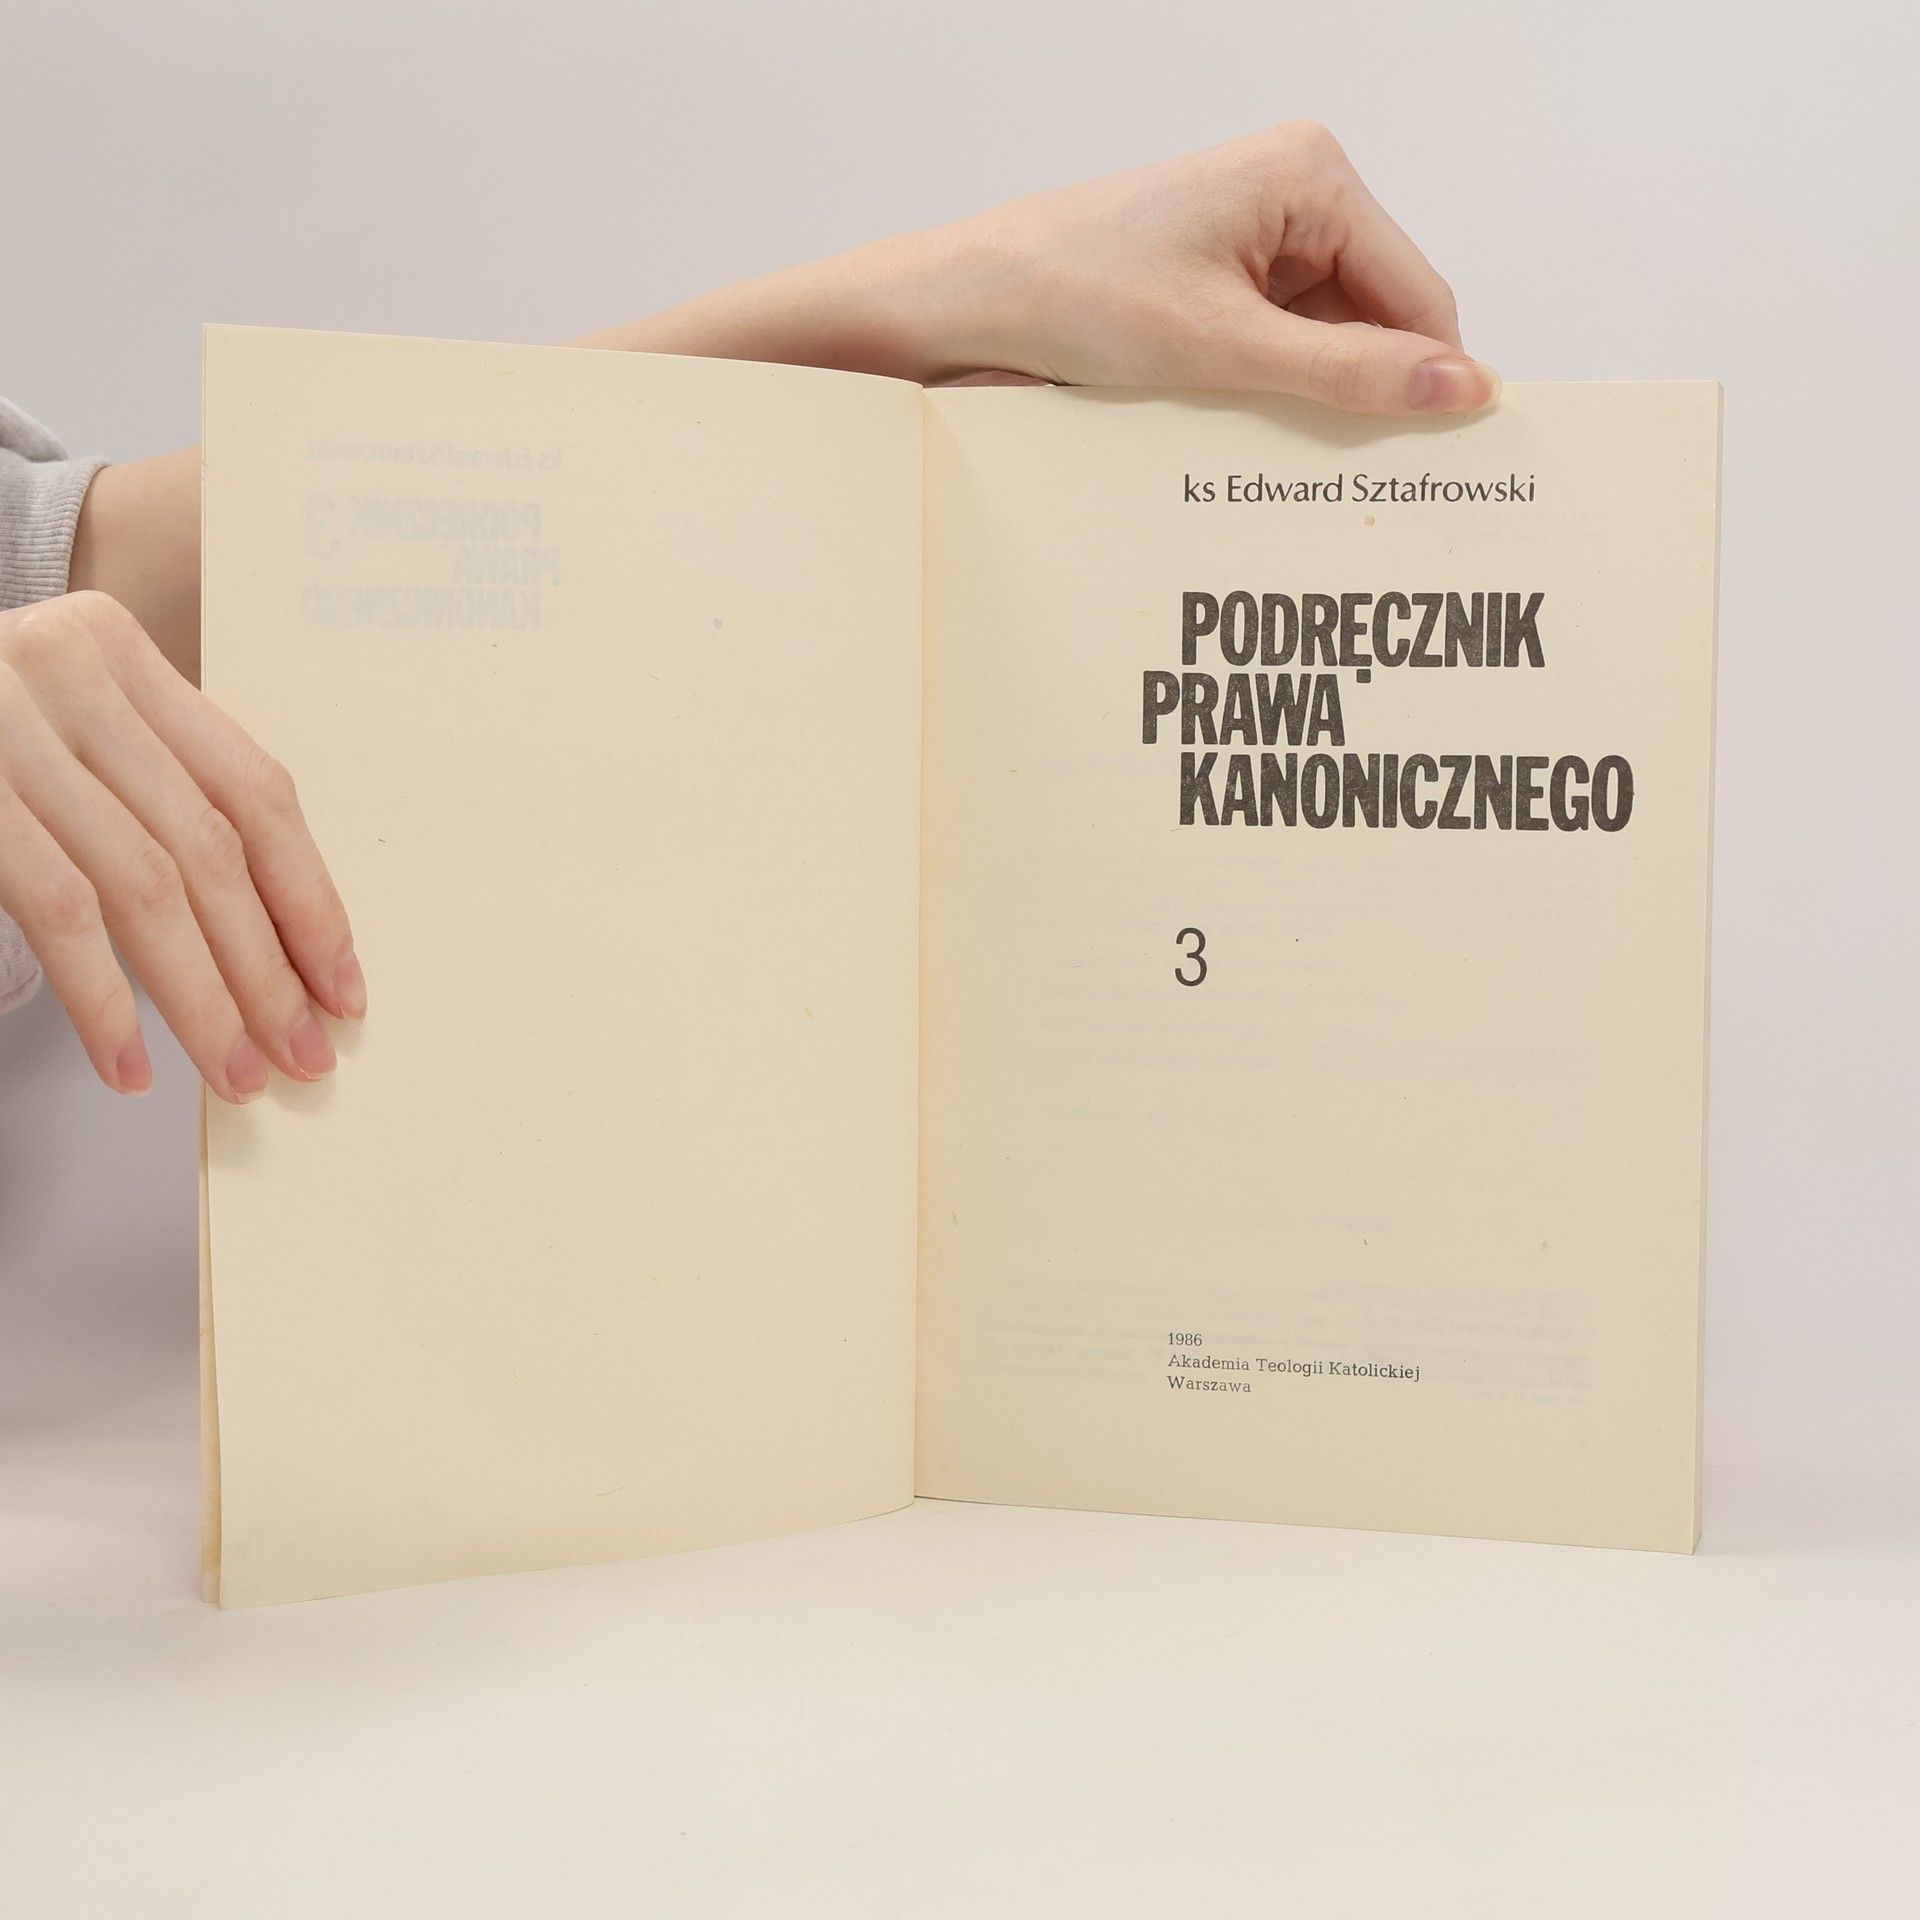 ks Edward Sztafrowski
PODRĘCZNIK
PRAWA
KANONICZNEGO
3
1986
Akademia Teologii Katolickiej
Warszawa